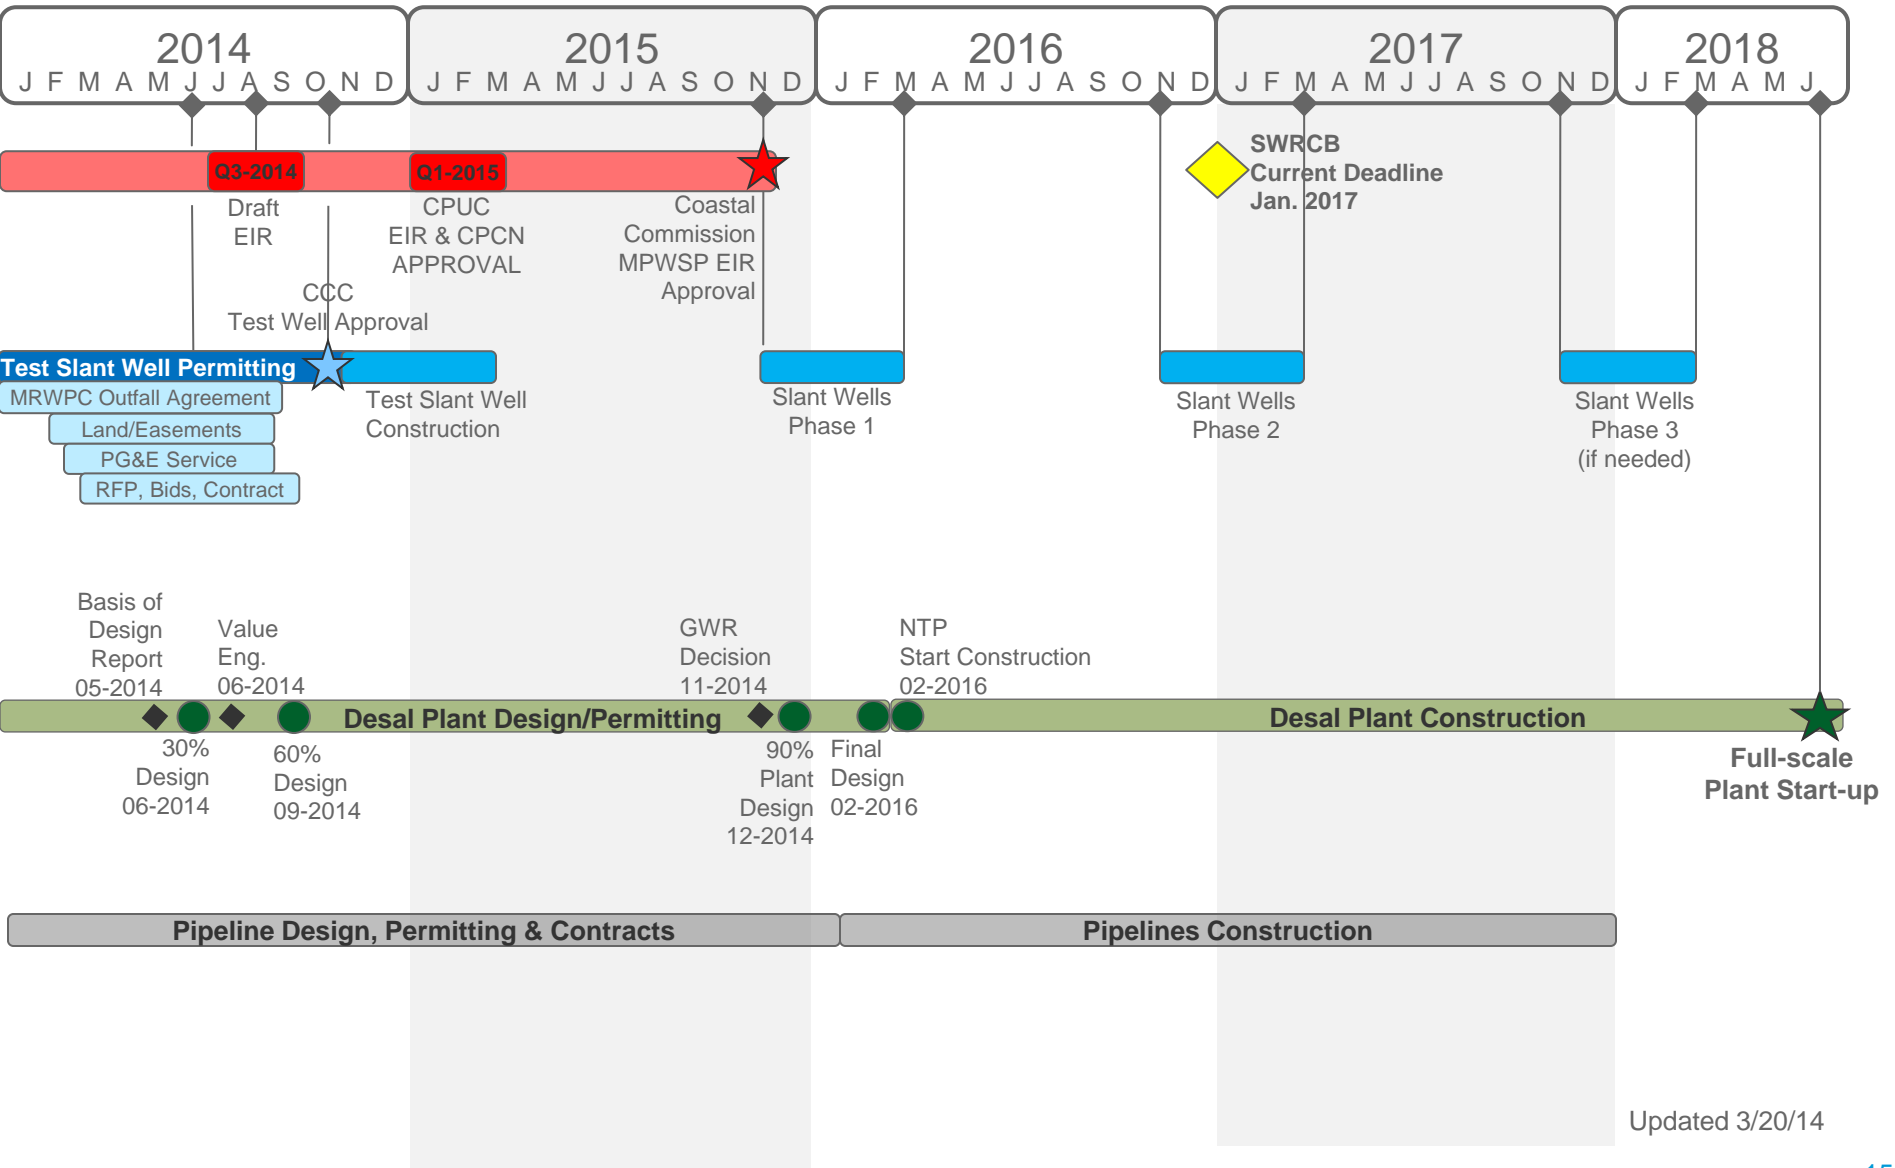 2014
J F M A M J J A S O N D
2015
J F M A M J J A S O N D
2016
J F M A M J J A S O N D
2017
J F M A M J J A S O N D
2018
J F M A M J
Q3-2014
Draft
EIR
Q1-2015
CPUC
EIR & CPCN
APPROVAL
Coastal
Commission
MPWSP EIR
Approval
SWRCB
Current Deadline
Jan. 2017
CCC
Test Well Approval
Test Slant Well Permitting
MRWPC Outfall Agreement
Land/Easements
PG&E Service
RFP, Bids, Contract
Test Slant Well
Construction
Slant Wells
Phase 1
Slant Wells
Phase 2
Slant Wells
Phase 3
(if needed)
Basis of
Design
Report
05-2014
Value
Eng.
06-2014
GWR
Decision
11-2014
NTP
Start Construction
02-2016
Desal Plant Design/Permitting
Desal Plant Construction
30%
Design
06-2014
60%
Design
09-2014
90%
Plant
Design
12-2014
Final
Design
02-2016
Full-scale
Plant Start-up
Pipeline Design, Permitting & Contracts
Pipelines Construction
Updated 3/20/14